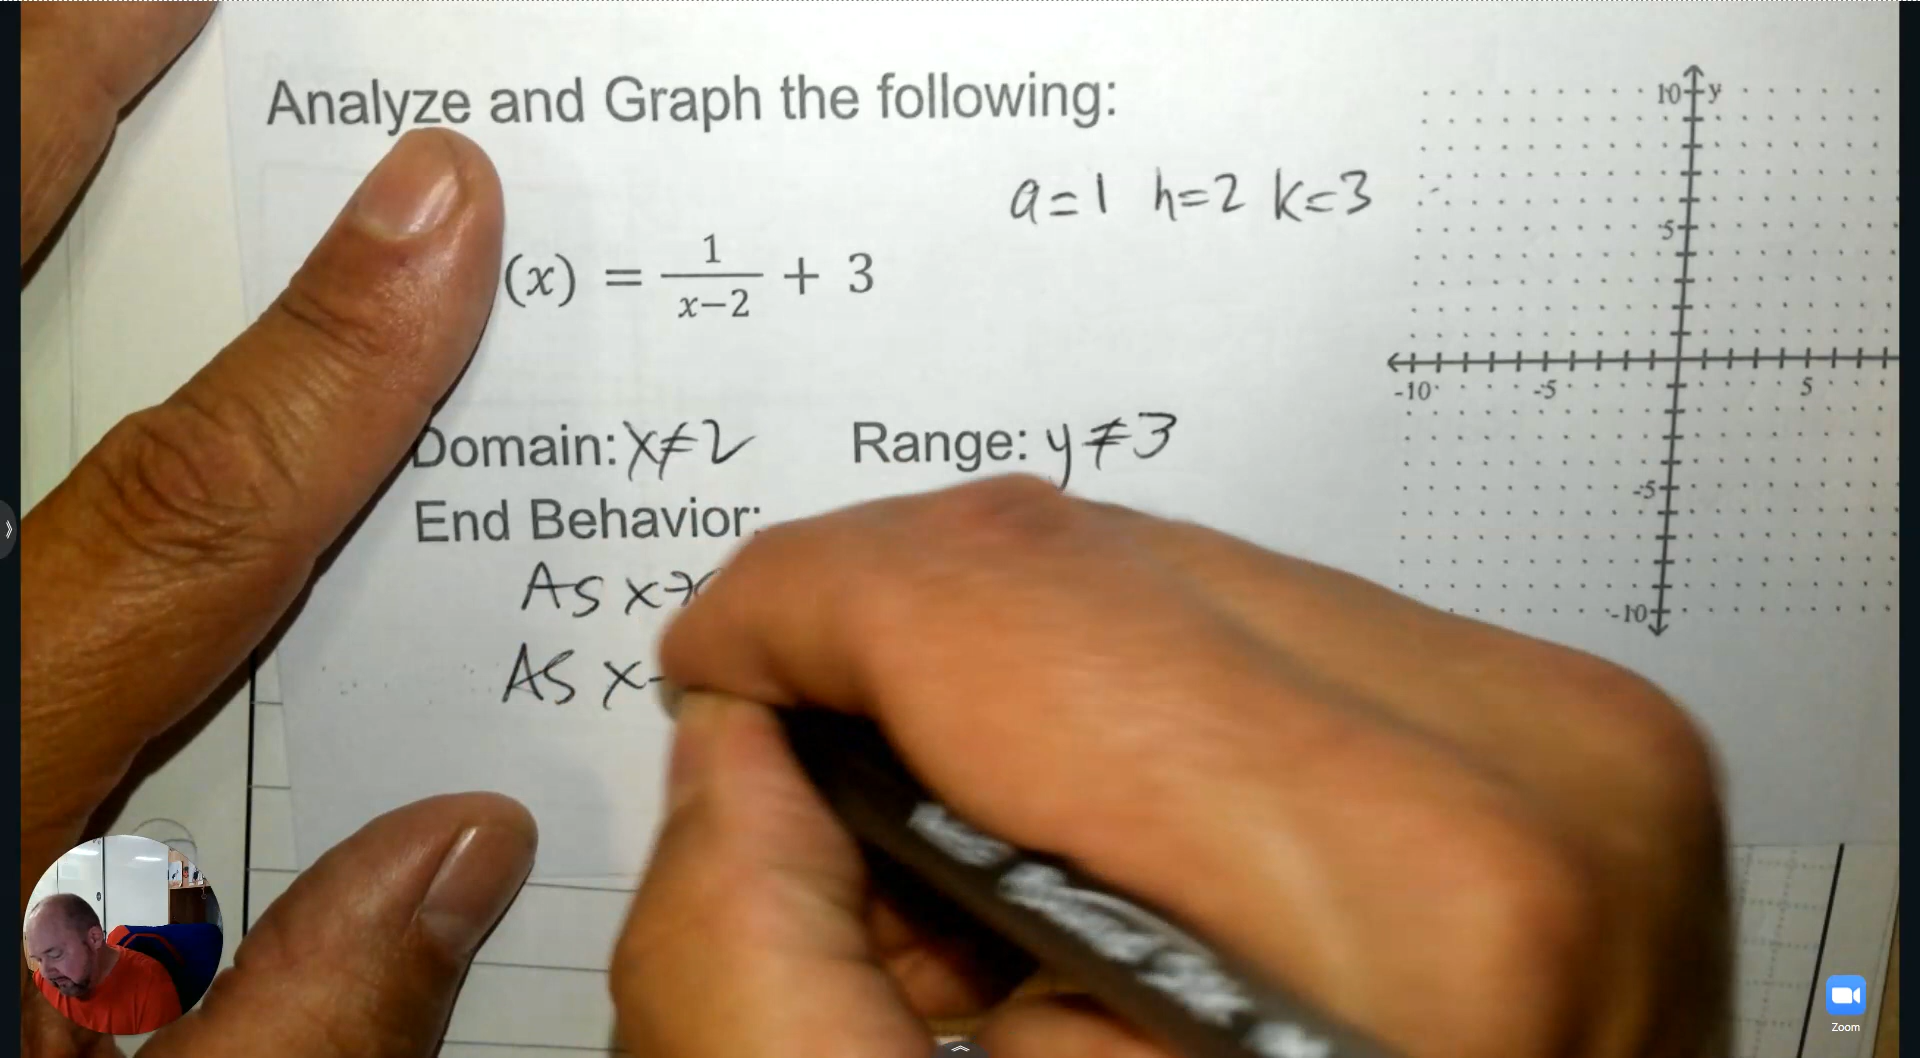 Analyze and Graph the following:
a=1 h=2 k=3
(x) = 1/(x−2) + 3
Domain: x≠2 Range: y≠3
End Behavior:
As x→
As x-
10 y
5
-10 -5 5
-5
-10
Zoom